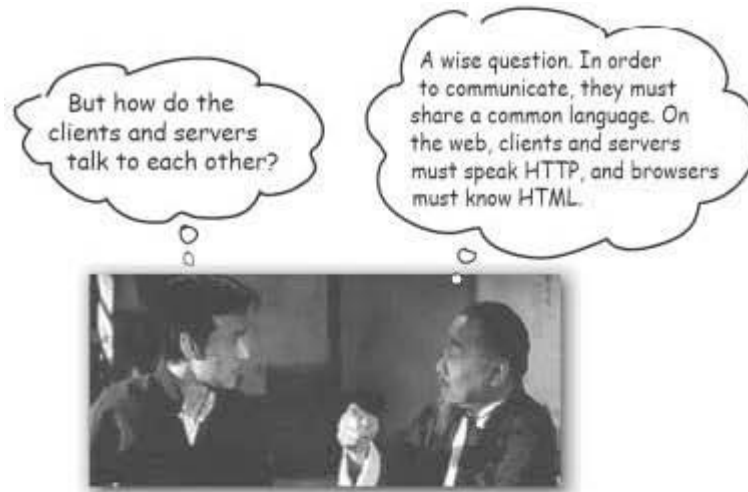 But how do the
clients and servers
talk to each other?
A wise question. In order
to communicate, they must
share a common language. On
the web, clients and servers
must speak HTTP, and browsers
must know HTML.